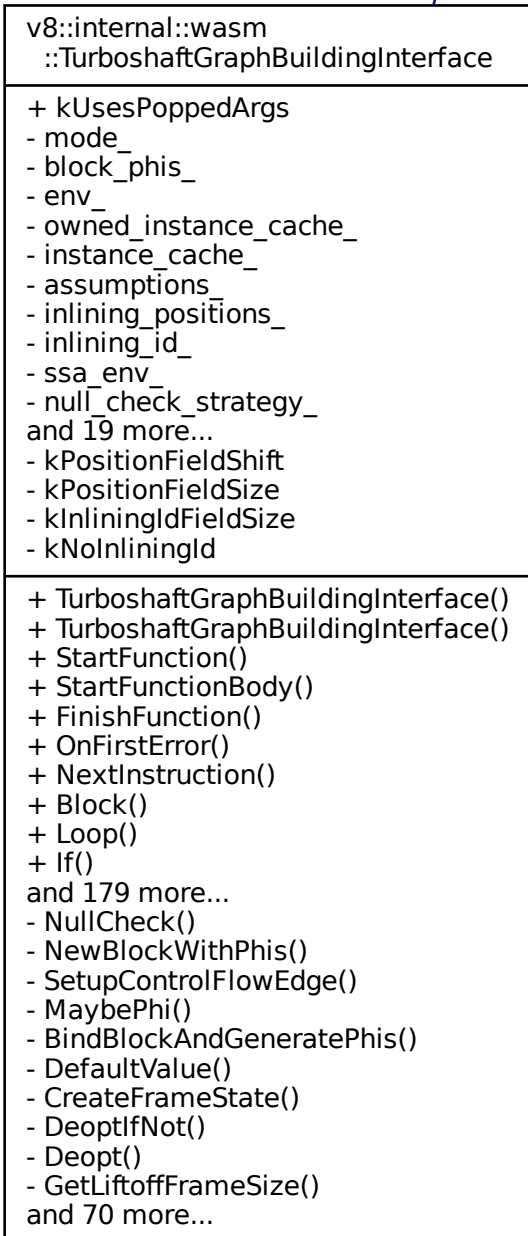 v8::internal::wasm
::TurboshaftGraphBuildingInterface
+ kUsesPoppedArgs
- mode_
- block_phis_
- env_
- owned_instance_cache_
- instance_cache_
- assumptions_
- inlining_positions_
- inlining_id_
- ssa_env_
- null_check_strategy_
and 19 more...
- kPositionFieldShift
- kPositionFieldSize
- kInliningIdFieldSize
- kNoInliningId
+ TurboshaftGraphBuildingInterface()
+ TurboshaftGraphBuildingInterface()
+ StartFunction()
+ StartFunctionBody()
+ FinishFunction()
+ OnFirstError()
+ NextInstruction()
+ Block()
+ Loop()
+ If()
and 179 more...
- NullCheck()
- NewBlockWithPhis()
- SetupControlFlowEdge()
- MaybePhi()
- BindBlockAndGeneratePhis()
- DefaultValue()
- CreateFrameState()
- DeoptIfNot()
- Deopt()
- GetLiftoffFrameSize()
and 70 more...